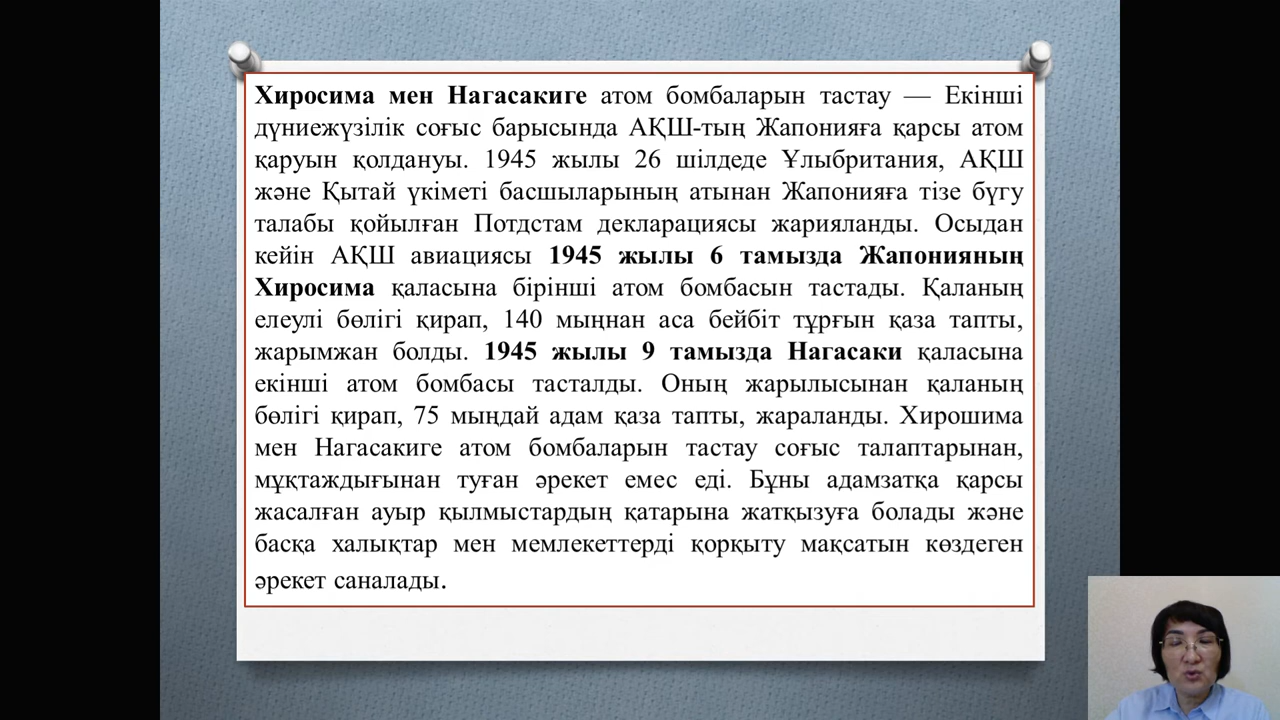 Хиросима мен Нагасакиге атом бомбаларын тастау — Екінші
дүниежүзілік соғыс барысында АҚШ-тың Жапонияға қарсы атом
қаруын қолдануы. 1945 жылы 26 шілдеде Ұлыбритания, АҚШ
және Қытай үкіметі басшыларының атынан Жапонияға тізе бүгу
талабы қойылған Потдстам декларациясы жарияланды. Осыдан
кейін АҚШ авиациясы 1945 жылы 6 тамызда Жапонияның
Хиросима қаласына бірінші атом бомбасын тастады. Қаланың
елеулі бөлігі қирап, 140 мыңнан аса бейбіт тұрғын қаза тапты,
жарымжан болды. 1945 жылы 9 тамызда Нагасаки қаласына
екінші атом бомбасы тасталды. Оның жарылысынан қаланың
бөлігі қирап, 75 мыңдай адам қаза тапты, жараланды. Хирошима
мен Нагасакиге атом бомбаларын тастау соғыс талаптарынан,
мұқтаждығынан туған әрекет емес еді. Бұны адамзатқа қарсы
жасалған ауыр қылмыстардың қатарына жатқызуға болады және
басқа халықтар мен мемлекеттерді қорқыту мақсатын көздеген
әрекет саналады.